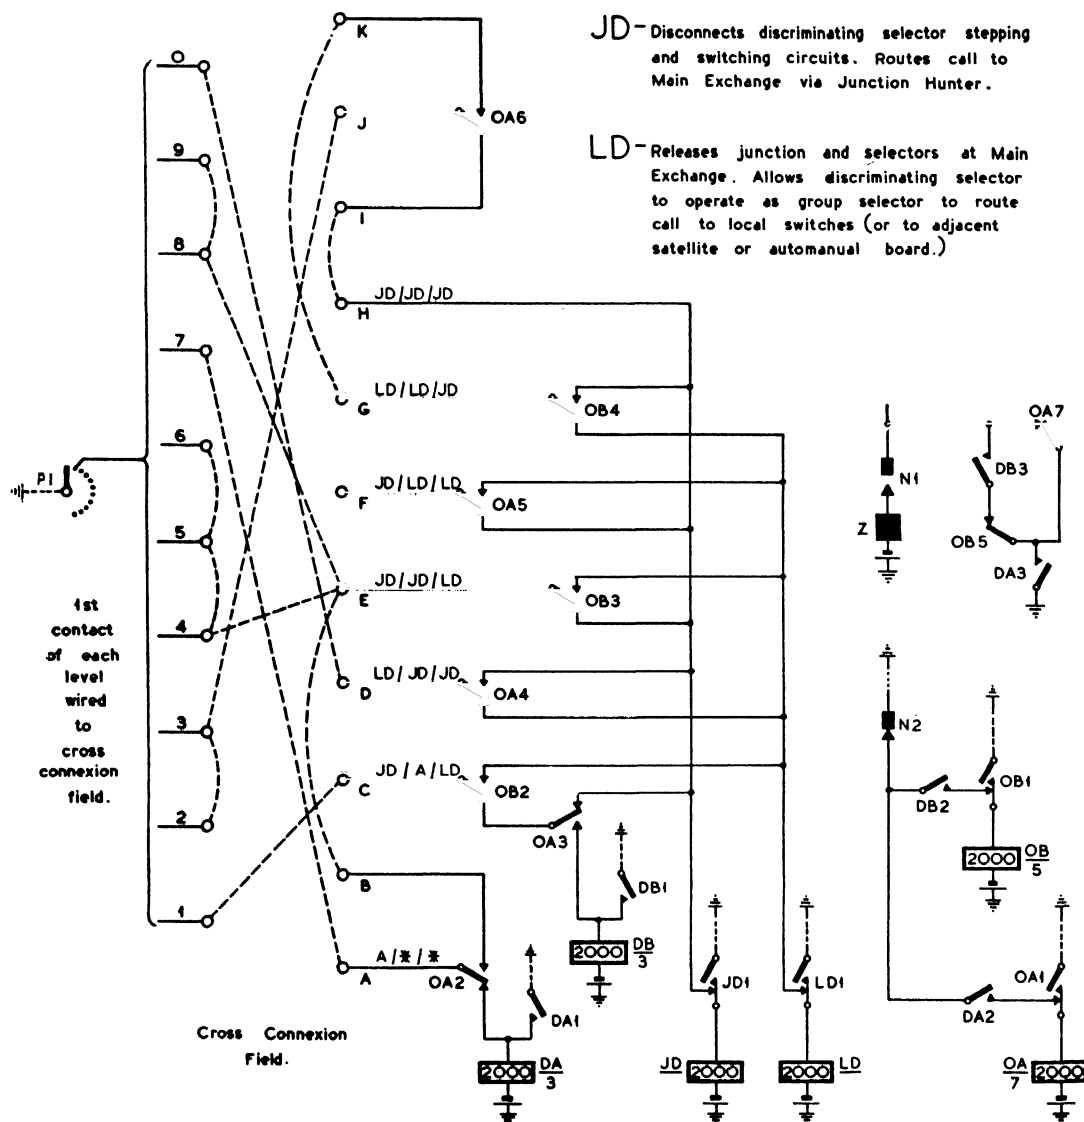 JD- Disconnects discriminating selector stepping
and switching circuits. Routes call to
Main Exchange via Junction Hunter.
LD- Releases junction and selectors at Main
Exchange. Allows discriminating selector
to operate as group selector to route
call to local switches (or to adjacent
satellite or automanual board.)
K
O
OA6
J
9
I
8
JD/JD/JD
H
7
LD/LD/JD
G
OB4
OA7
6
DB3
P1
N1
JD/LD/LD
F
OA5
Z
OB5
5
DA3
JD/JD/LD
E
OB3
1st
contact
of each
level
wired
to
cross
connexion
field.
4
LD/JD/JD
D
OA4
3
N2
JD/A/LD
C
OB2
OB1
DB2
2
OA3
2000
OB
5
B
DB1
1
A/*/*
A
OA2
2000
DB
3
JD1
LD1
OA1
DA1
DA2
Cross Connexion
Field.
2000
DA
3
JD
2000
2000
LD
OA
7
2000